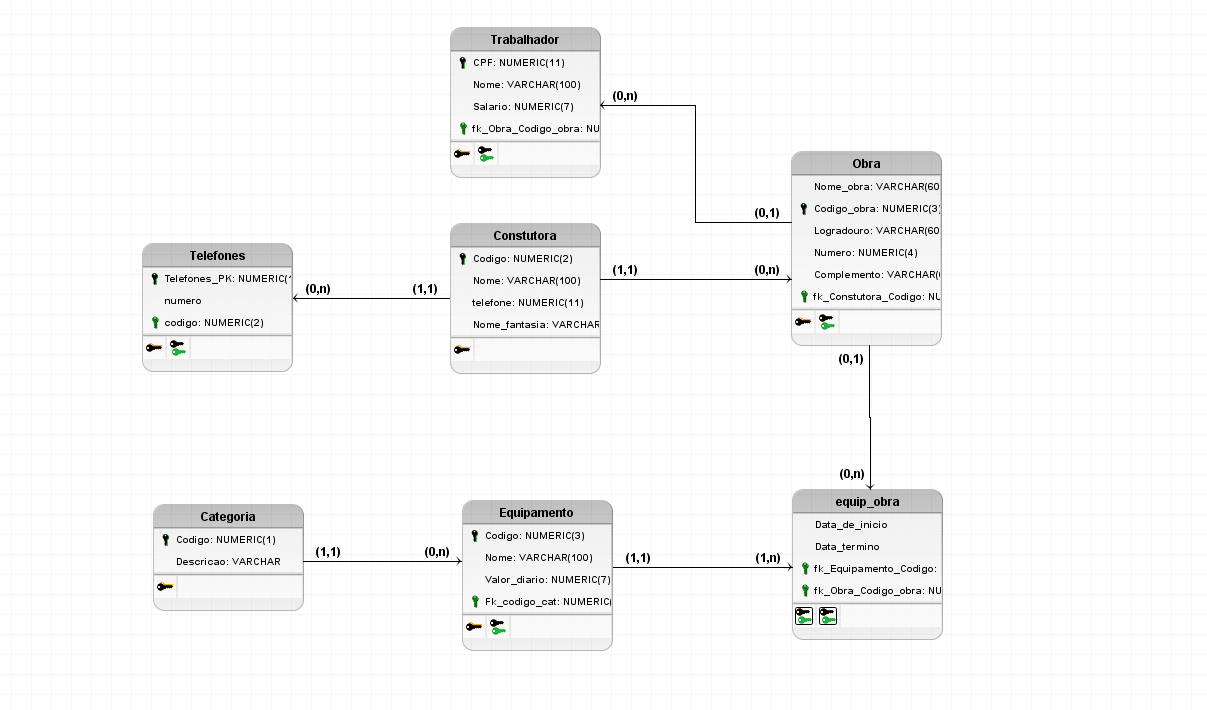 Trabalhador
CPF: NUMERIC(11)
Nome: VARCHAR(100)
Salario: NUMERIC(7)
fk_Obra_Codigo_obra: NU
(0,n)
(0,1)
Obra
Nome_obra: VARCHAR(60
Codigo_obra: NUMERIC(3)
Logradouro: VARCHAR(60
Numero: NUMERIC(4)
Complemento: VARCHAR(
fk_Constutora_Codigo: NU
Constutora
Codigo: NUMERIC(2)
Nome: VARCHAR(100)
telefone: NUMERIC(11)
Nome_fantasia: VARCHAR
(1,1)
(0,n)
Telefones
Telefones_PK: NUMERIC(
numero
codigo: NUMERIC(2)
(0,n)
(1,1)
(0,1)
(0,n)
Categoria
Codigo: NUMERIC(1)
Descricao: VARCHAR
(1,1)
(0,n)
Equipamento
Codigo: NUMERIC(3)
Nome: VARCHAR(100)
Valor_diario: NUMERIC(7)
Fk_codigo_cat: NUMERIC(
(1,1)
(1,n)
equip_obra
Data_de_inicio
Data_termino
fk_Equipamento_Codigo:
fk_Obra_Codigo_obra: NU